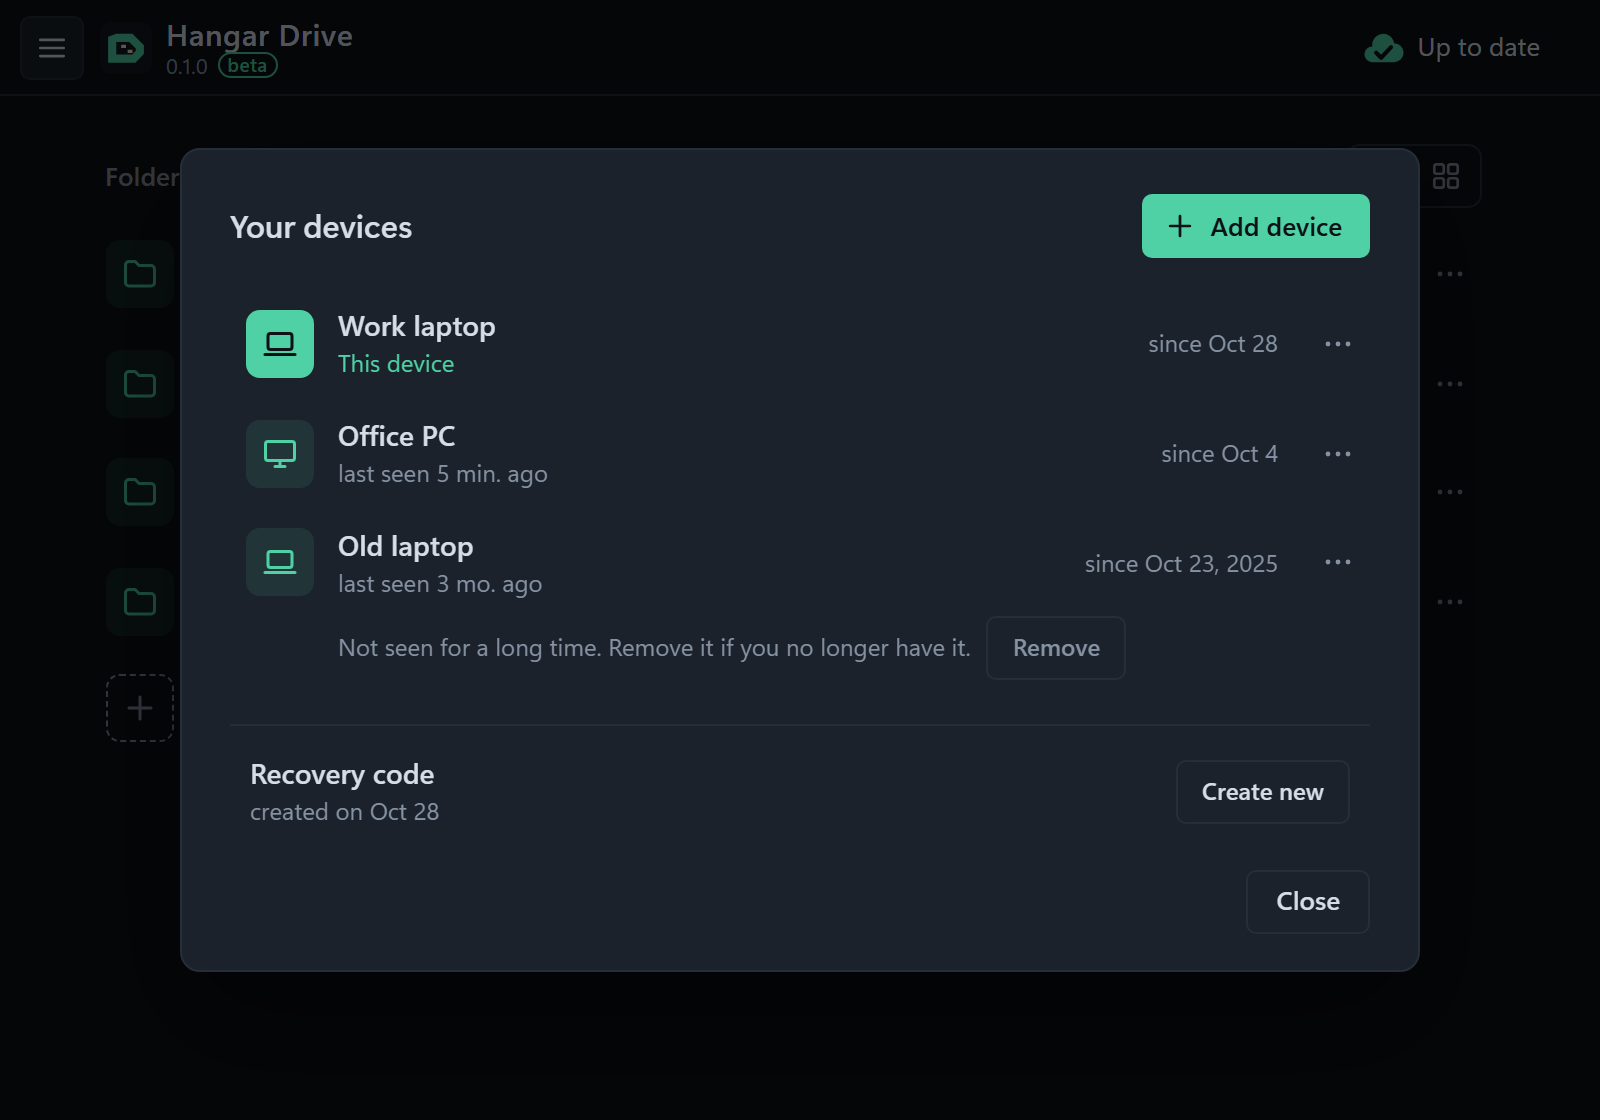 Hangar Drive
0.1.0 beta
Up to date
Folder
Your devices
Add device
Work laptop
This device
since Oct 28
Office PC
last seen 5 min. ago
since Oct 4
Old laptop
last seen 3 mo. ago
since Oct 23, 2025
Not seen for a long time. Remove it if you no longer have it.
Remove
Recovery code
created on Oct 28
Create new
Close